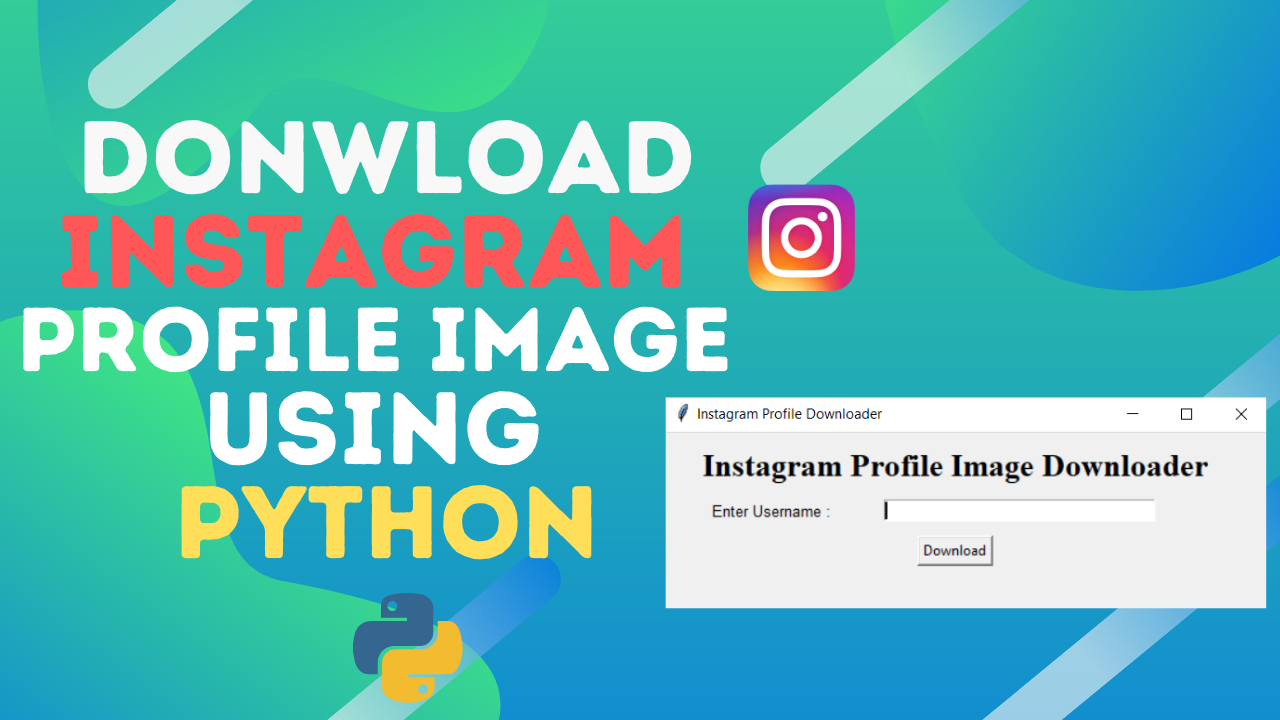 DONWLOAD
INSTAGRAM
PROFILE IMAGE
USING
PYTHON
Instagram Profile Downloader
Instagram Profile Image Downloader
Enter Username :
Download